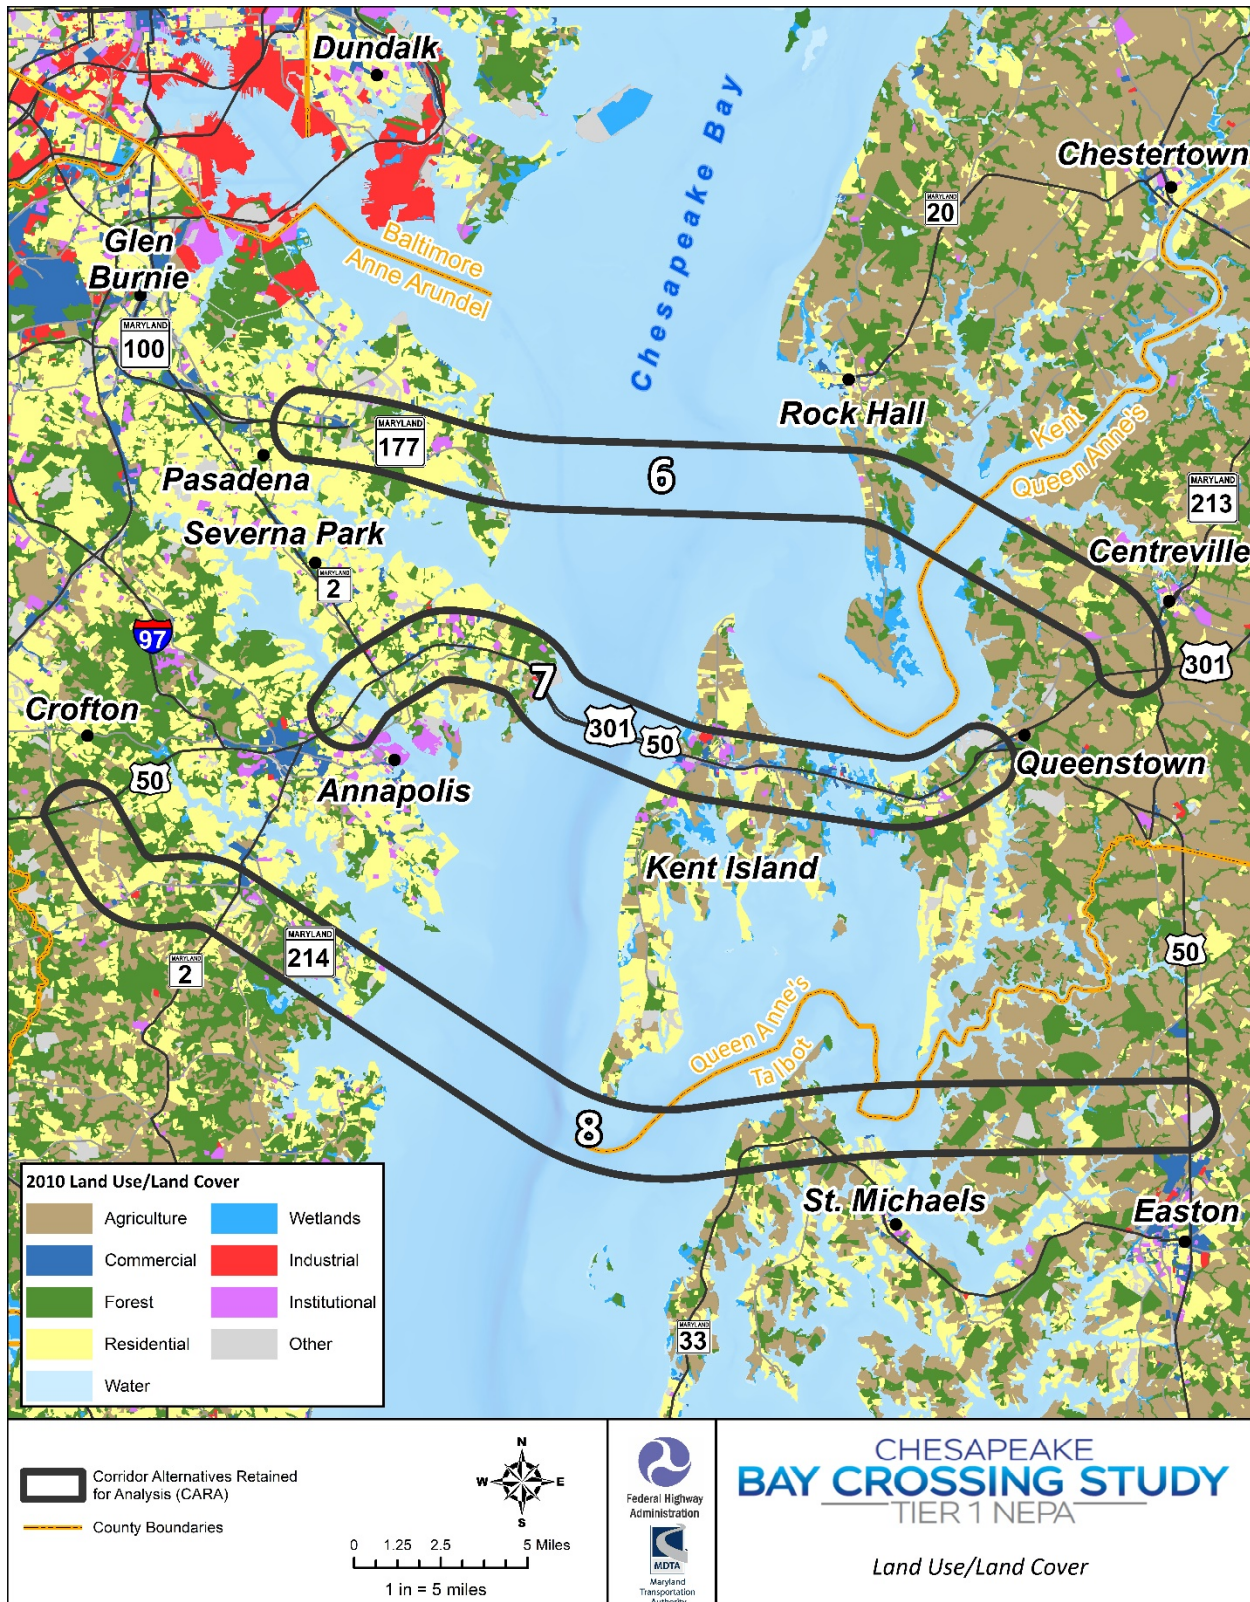 Dundalk
Chesapeake Bay
Chestertown
20
Baltimore
Anne Arundel
Glen
Burnie
MARYLAND
100
Rock Hall
Kent
Queen Anne's
MARYLAND
177
6
Pasadena
MARYLAND
213
Severna Park
MARYLAND
2
Centreville
97
301
7
Crofton
301
50
50
Queenstown
Annapolis
Kent Island
MARYLAND
214
MARYLAND
2
50
Queen Anne's
Talbot
8
St. Michaels
Easton
MARYLAND
33
2010 Land Use/Land Cover
Agriculture
Wetlands
Commercial
Industrial
Forest
Institutional
Residential
Other
Water
Corridor Alternatives Retained
for Analysis (CARA)
County Boundaries
N
W E
S
0 1.25 2.5 5 Miles
1 in = 5 miles
Federal Highway
Administration
MDTA
Maryland
Transportation
Authority
CHESAPEAKE
BAY CROSSING STUDY
TIER 1 NEPA
Land Use/Land Cover